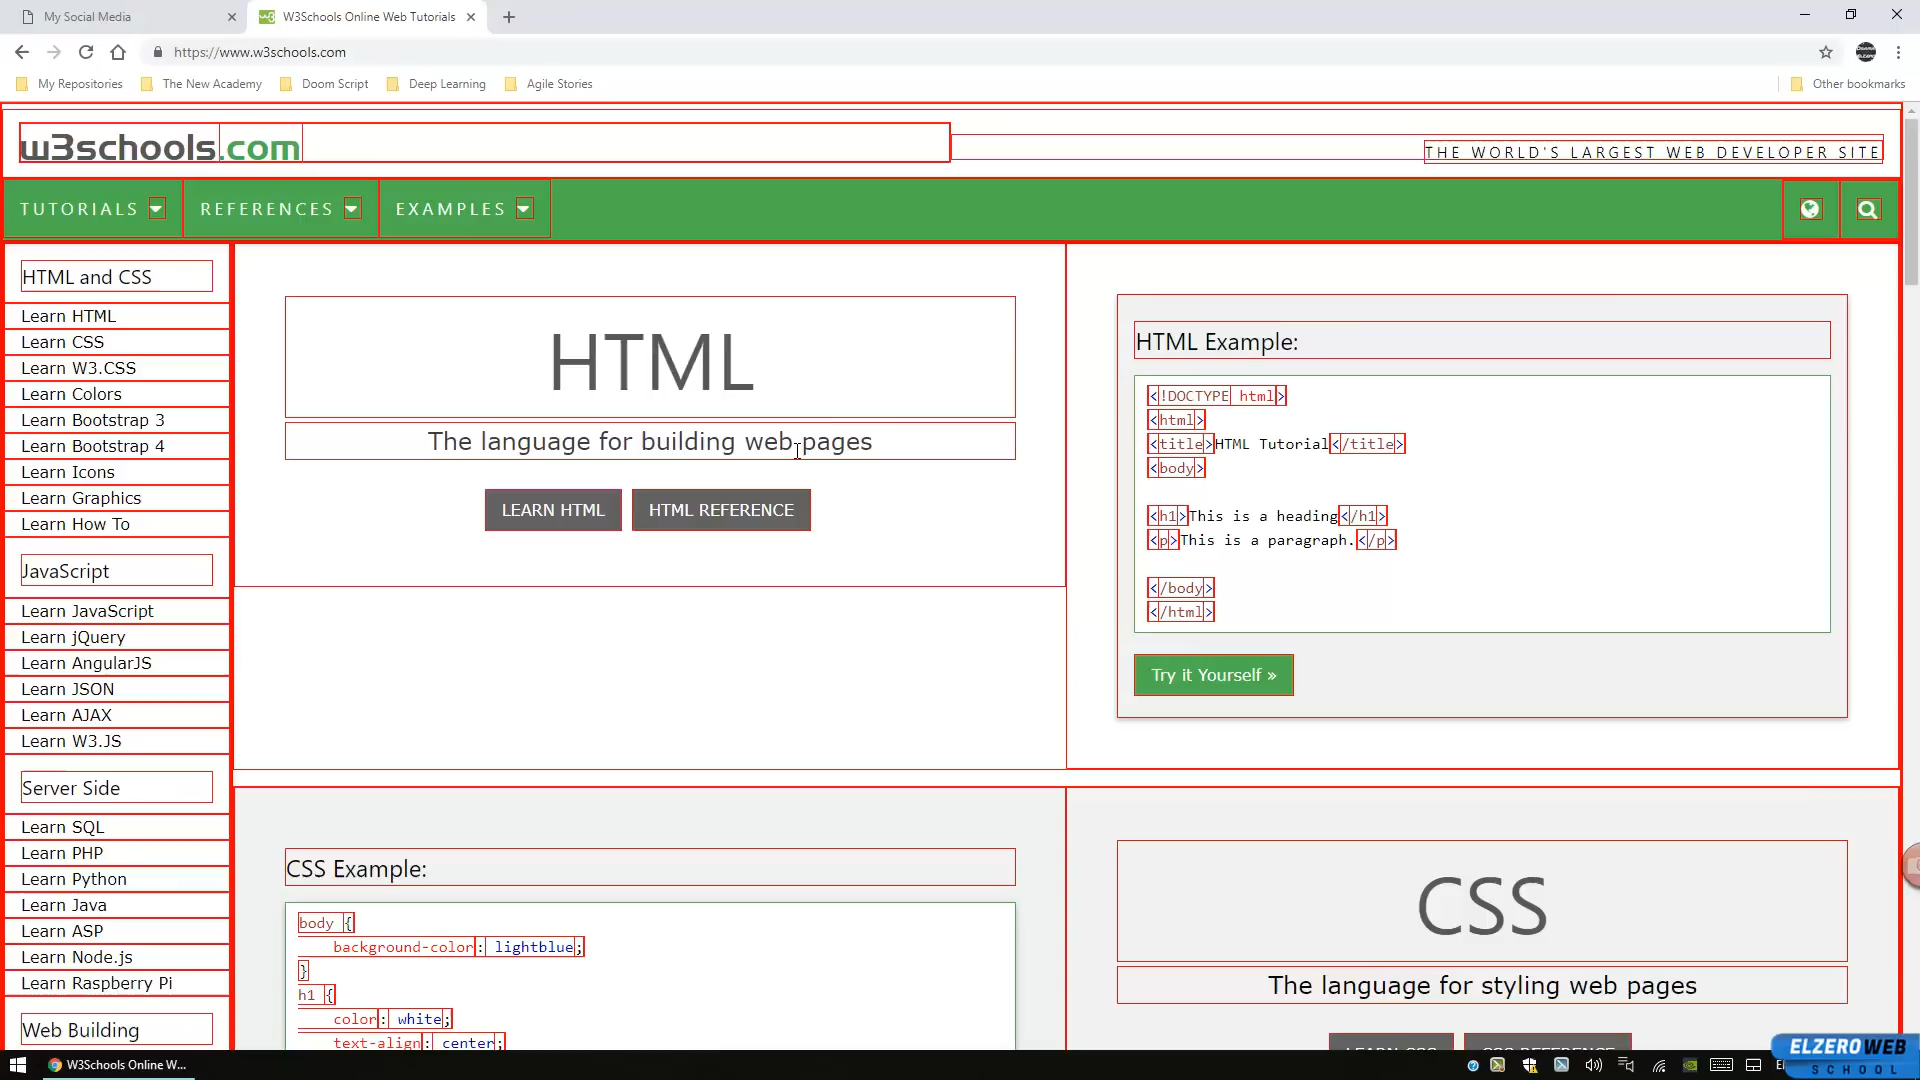 My Social Media
W3Schools Online Web Tutorials
https://www.w3schools.com
My Repositories
The New Academy
Doom Script
Deep Learning
Agile Stories
Other bookmarks
w3schools.com
THE WORLD'S LARGEST WEB DEVELOPER SITE
TUTORIALS
REFERENCES
EXAMPLES
HTML and CSS
Learn HTML
Learn CSS
Learn W3.CSS
Learn Colors
Learn Bootstrap 3
Learn Bootstrap 4
Learn Icons
Learn Graphics
Learn How To
JavaScript
Learn JavaScript
Learn jQuery
Learn AngularJS
Learn JSON
Learn AJAX
Learn W3.JS
Server Side
Learn SQL
Learn PHP
Learn Python
Learn Java
Learn ASP
Learn Node.js
Learn Raspberry Pi
Web Building
HTML
The language for building web pages
LEARN HTML
HTML REFERENCE
HTML Example:
<!DOCTYPE html>
<html>
<title>HTML Tutorial</title>
<body>
<h1>This is a heading</h1>
<p>This is a paragraph.</p>
</body>
</html>
Try it Yourself »
CSS Example:
body {
background-color: lightblue;
}
h1 {
color: white;
text-align: center;
CSS
The language for styling web pages
LEARN CSS
CSS REFERENCE
W3Schools Online W...
ELZEROWEB
SCHOOL